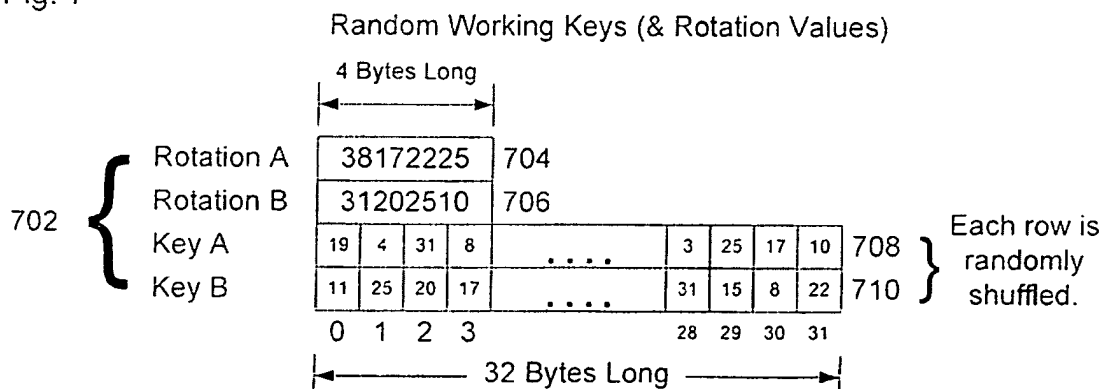 Random Working Keys (& Rotation Values)
4 Bytes Long
Rotation A 38172225 704
702 Rotation B 31202510 706
Key A 19 4 31 8 .... 3 25 17 10 708
Key B 11 25 20 17 .... 31 15 8 22 710
Each row is
randomly
shuffled.
0 1 2 3 28 29 30 31
32 Bytes Long